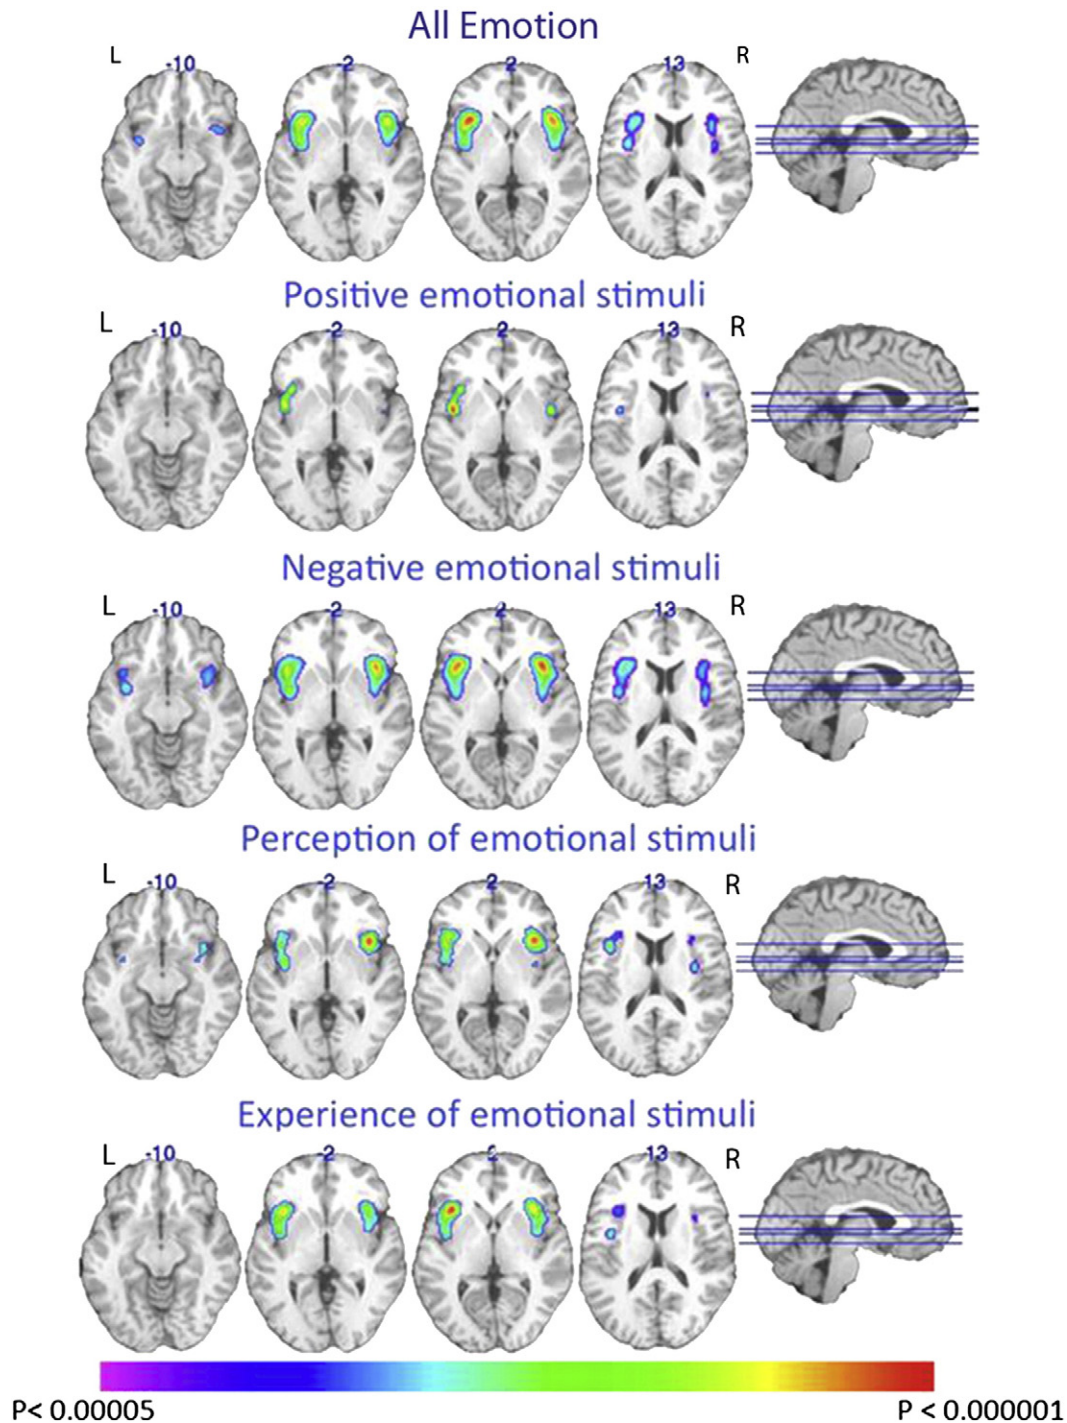 All Emotion
L -10 -2 2 13 R
Positive emotional stimuli
L -10 -2 2 13 R
Negative emotional stimuli
L -10 -2 2 13 R
Perception of emotional stimuli
L -10 -2 2 13 R
Experience of emotional stimuli
L -10 -2 2 13 R
P< 0.00005 P < 0.000001